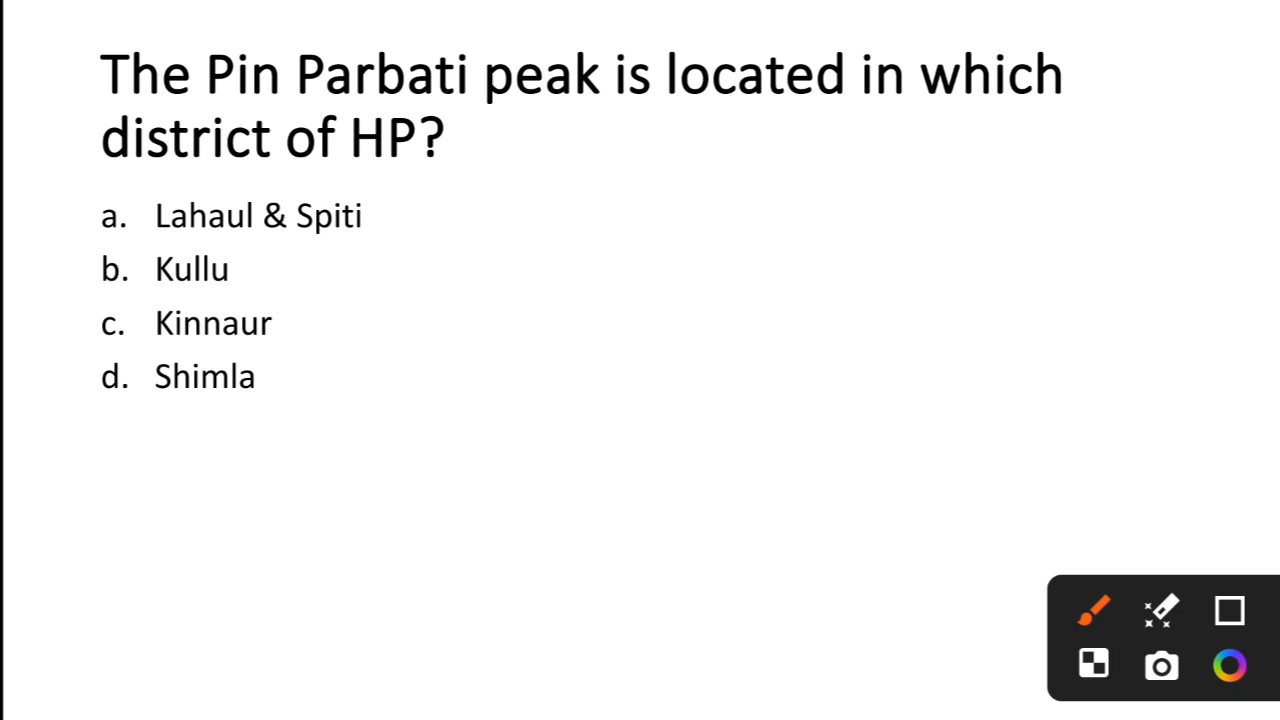 The Pin Parbati peak is located in which
district of HP?
a. Lahaul & Spiti
b. Kullu
c. Kinnaur
d. Shimla